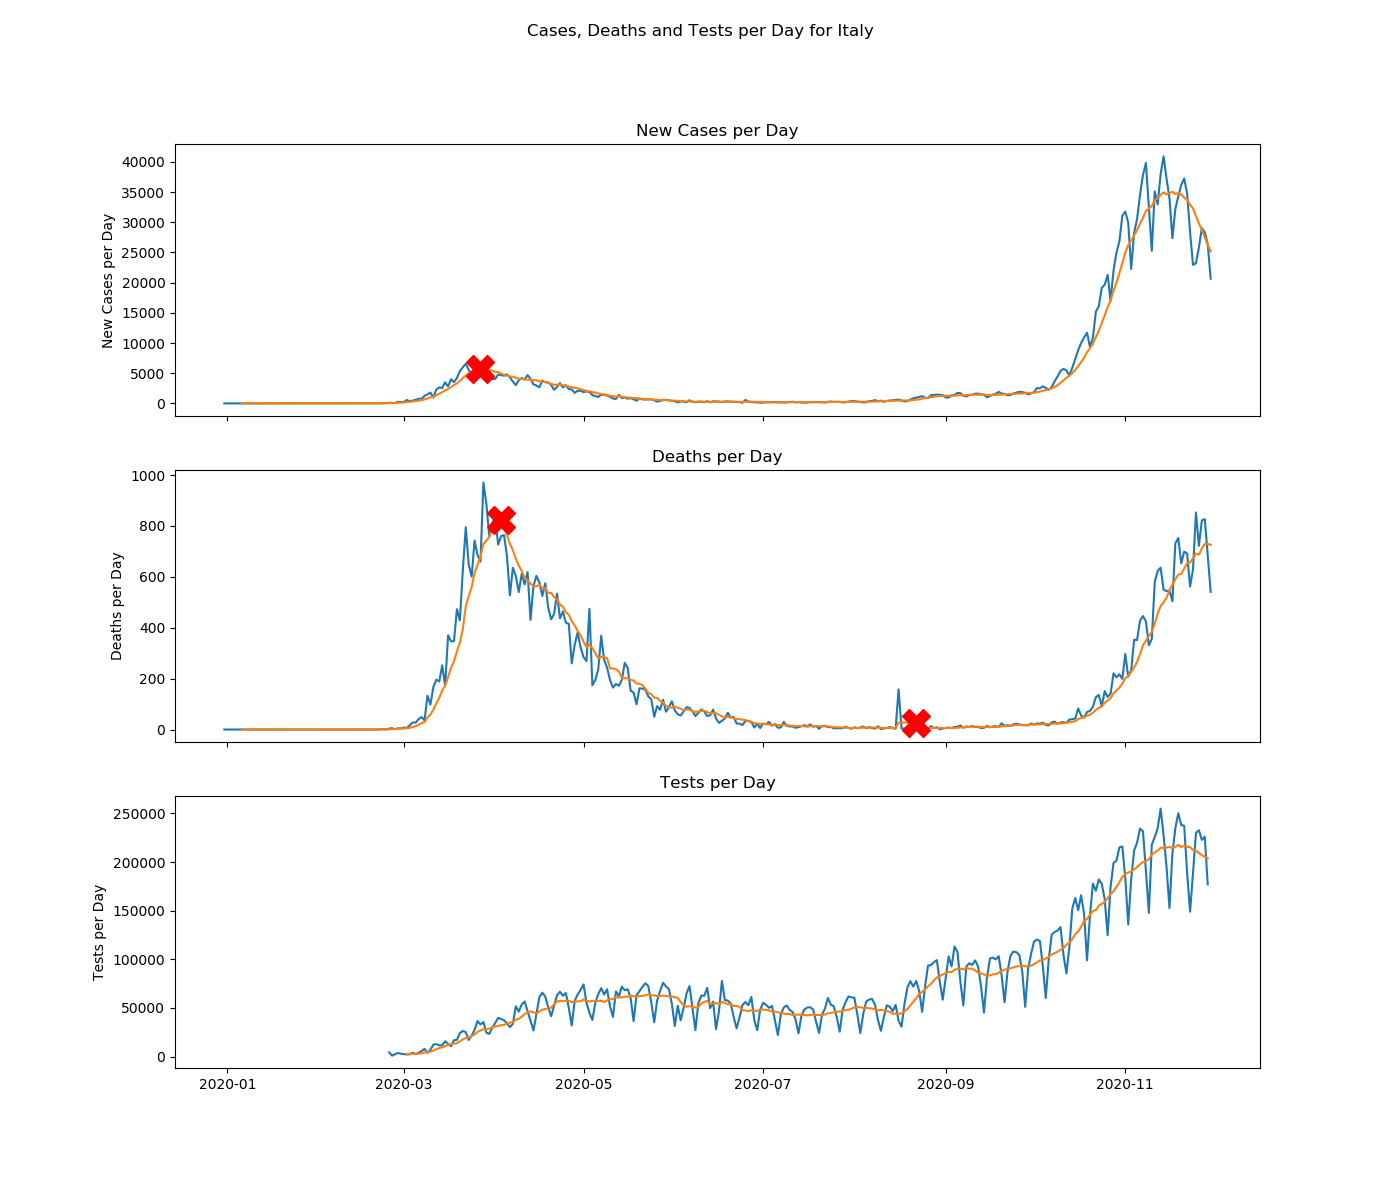 Cases, Deaths and Tests per Day for Italy
New Cases per Day
New Cases per Day
40000
35000
30000
25000
20000
15000
10000
5000
0
Deaths per Day
Deaths per Day
1000
800
600
400
200
0
Tests per Day
Tests per Day
250000
200000
150000
100000
50000
0
2020-01 2020-03 2020-05 2020-07 2020-09 2020-11